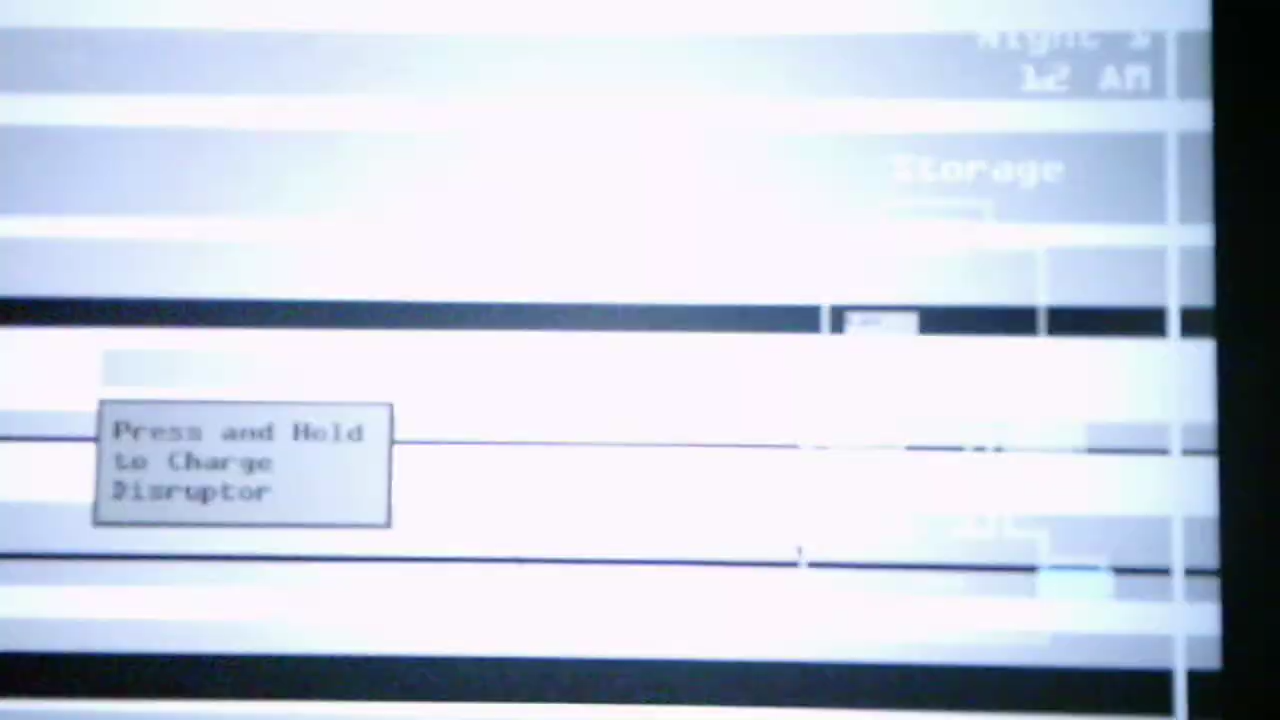 12 AM
Storage
Press and Hold
to Charge
Disruptor